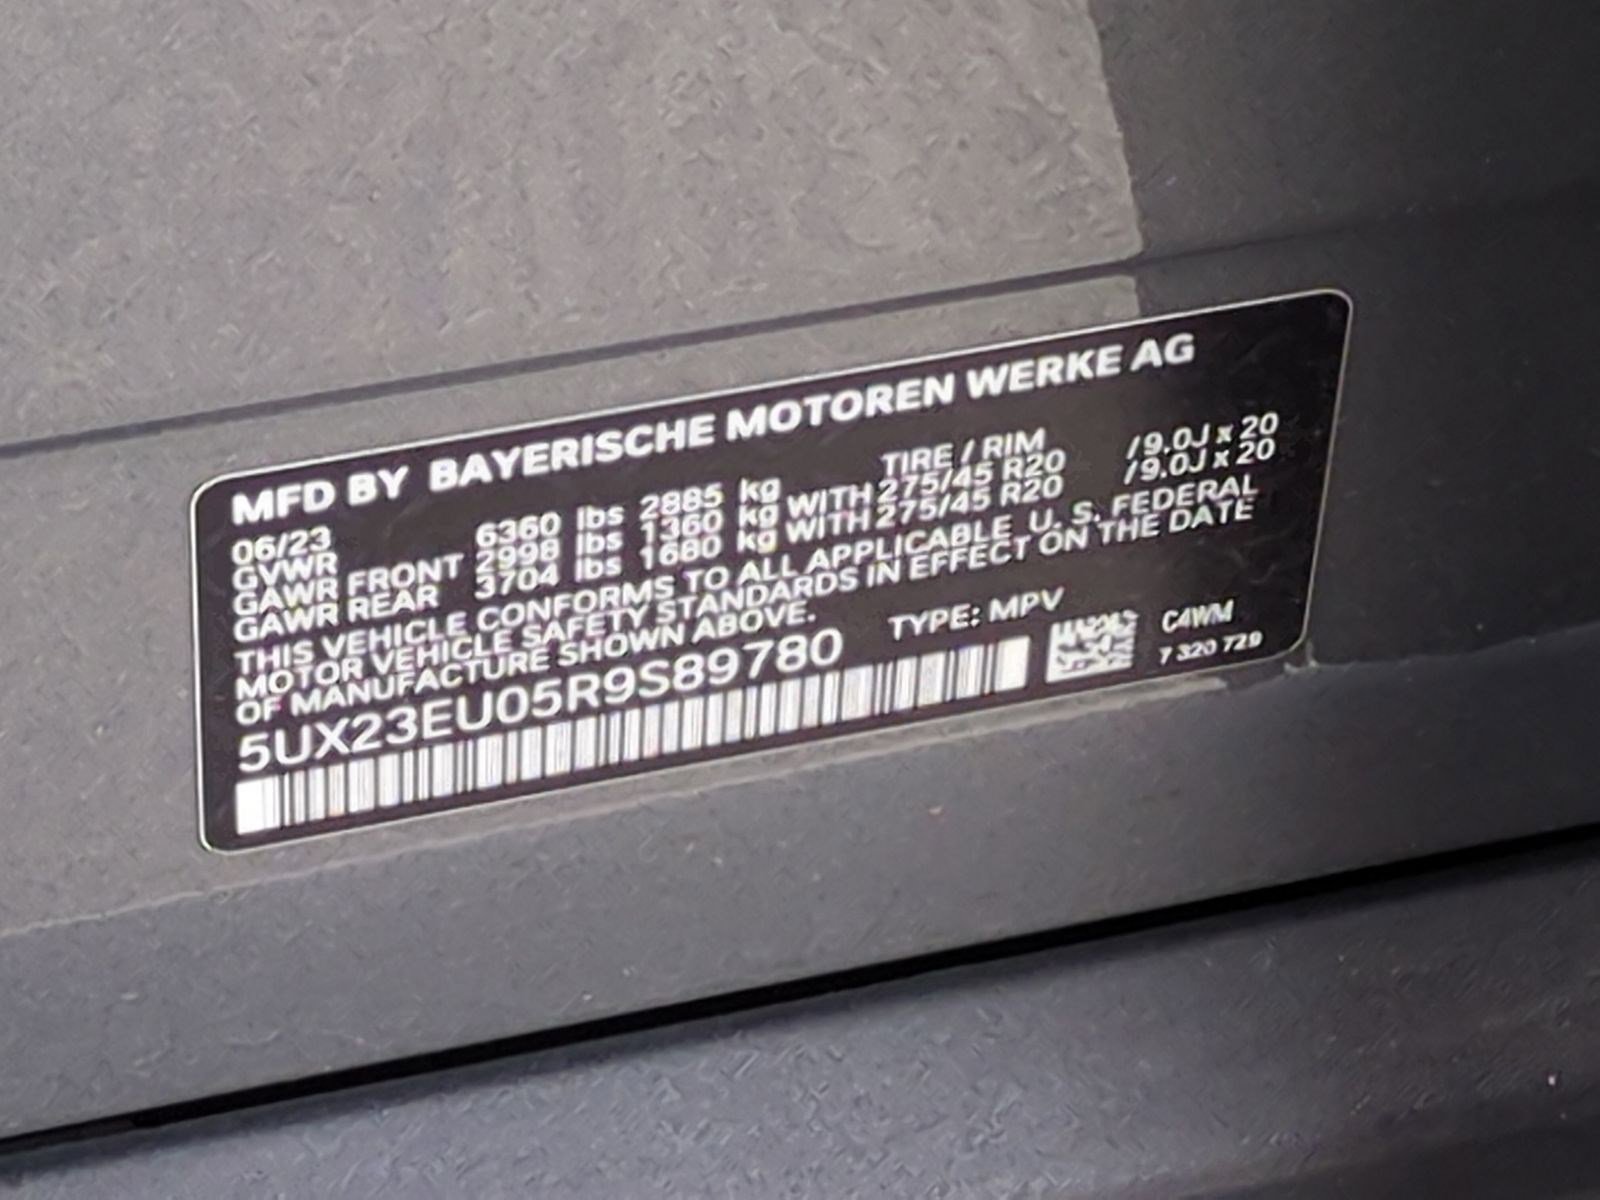 MFD BY BAYERISCHE MOTOREN WERKE AG
06/23 TIRE / RIM
GVWR 6360 lbs 2885 kg
GAWR FRONT 2998 lbs 1360 kg WITH 275/45 R20 /9.0J x 20
GAWR REAR 3704 lbs 1680 kg WITH 275/45 R20 /9.0J x 20
THIS VEHICLE CONFORMS TO ALL APPLICABLE U. S. FEDERAL
MOTOR VEHICLE SAFETY STANDARDS IN EFFECT ON THE DATE
OF MANUFACTURE SHOWN ABOVE.
5UX23EU05R9S89780 TYPE: MPV
C4WM
7 320 729